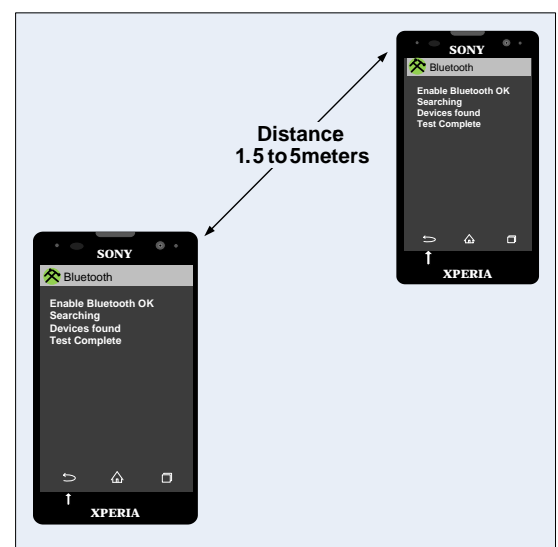 SONY
Bluetooth
Enable Bluetooth OK
Searching
Devices found
Test Complete
XPERIA
Distance
1.5 to 5meters
SONY
Bluetooth
Enable Bluetooth OK
Searching
Devices found
Test Complete
XPERIA